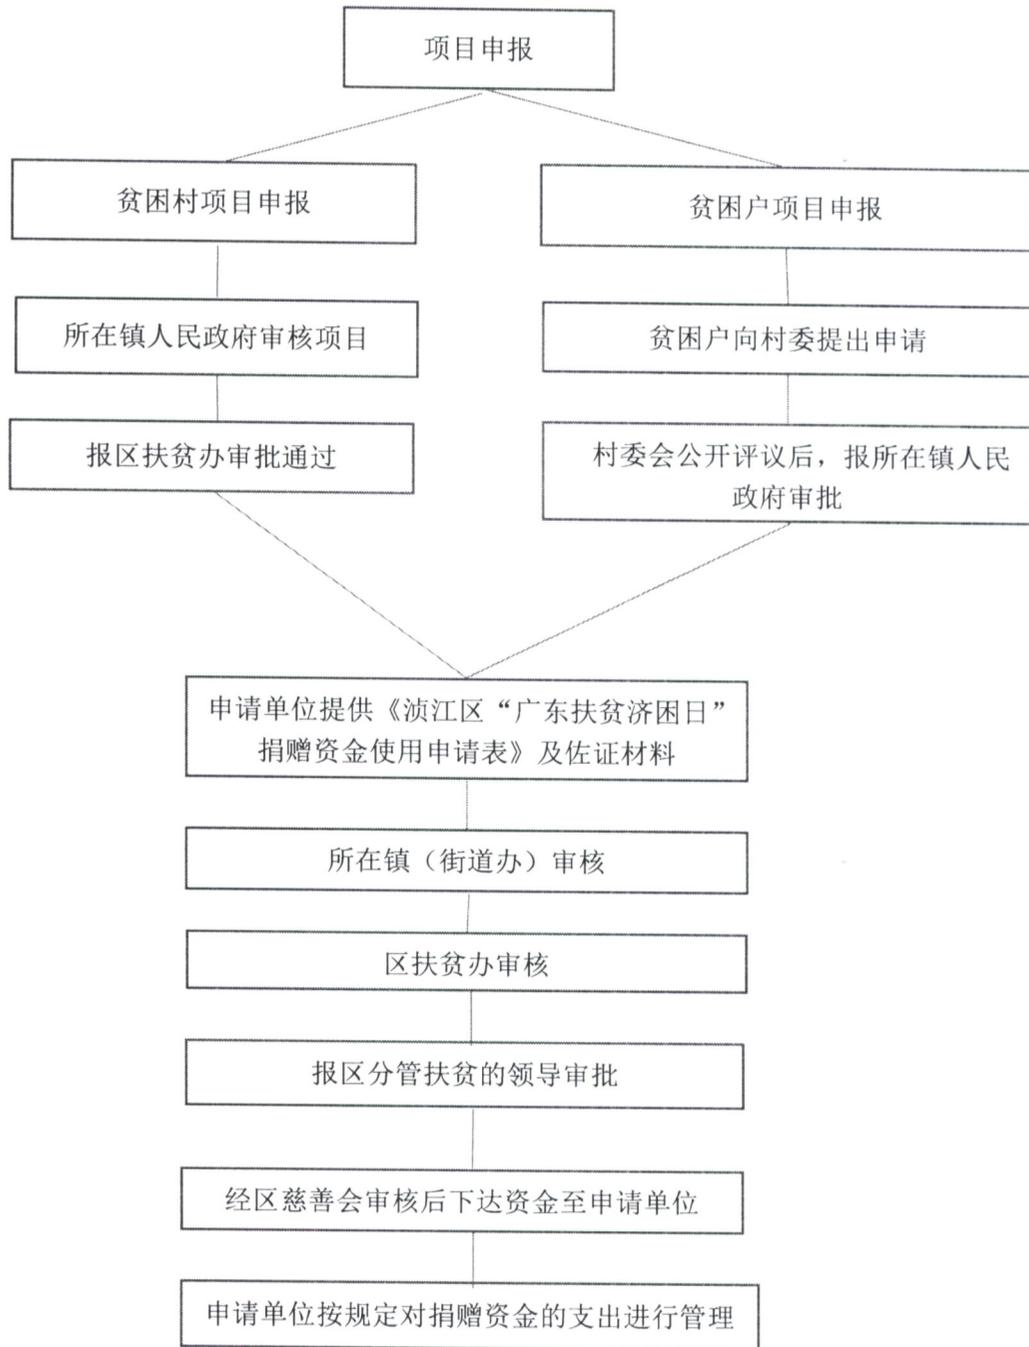 项目申报
贫困村项目申报
贫困户项目申报
所在镇人民政府审核项目
贫困户向村委提出申请
报区扶贫办审批通过
村委会公开评议后，报所在镇人民
政府审批
申请单位提供《浈江区“广东扶贫济困日”
捐赠资金使用申请表》及佐证材料
所在镇（街道办）审核
区扶贫办审核
报区分管扶贫的领导审批
经区慈善会审核后下达资金至申请单位
申请单位按规定对捐赠资金的支出进行管理